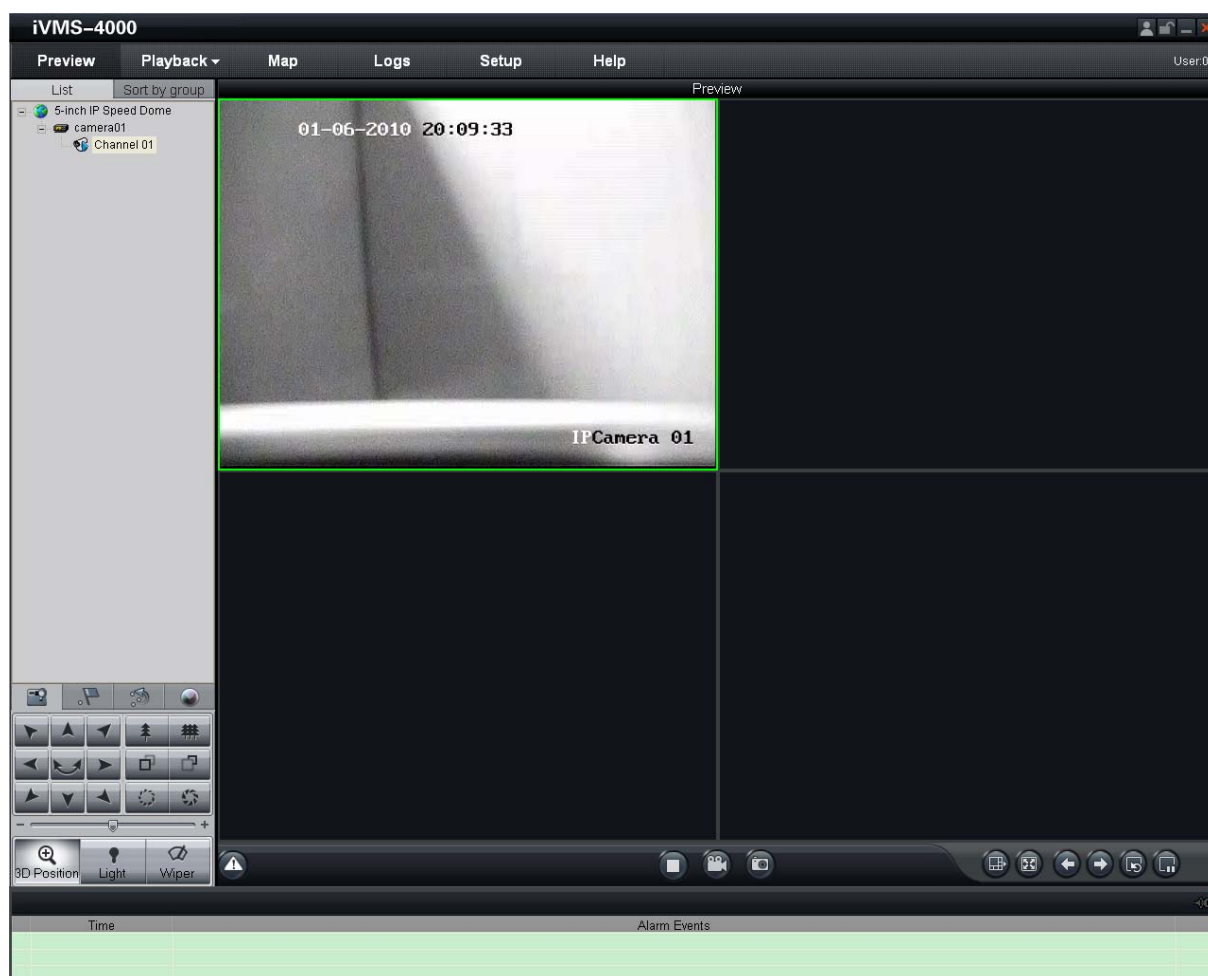 iVMS-4000
Preview Playback Map Logs Setup Help User:0
List Sort by group Preview
5-inch IP Speed Dome
camera01
Channel 01
01-06-2010 20:09:33
IPCamera 01
- +
3D Position Light Wiper
Time Alarm Events